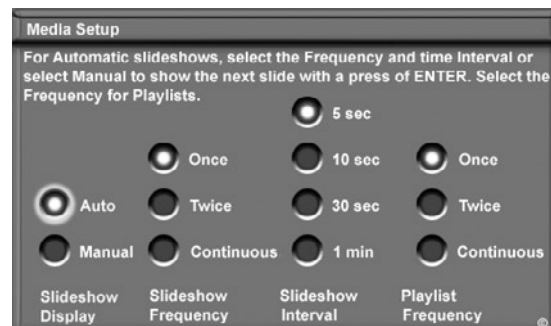 Media Setup
For Automatic slideshows, select the Frequency and time Interval or
select Manual to show the next slide with a press of ENTER. Select the
Frequency for Playlists.
5 sec
Once
10 sec
Once
Auto
Twice
30 sec
Twice
Manual
Continuous
1 min
Continuous
Slideshow
Display
Slideshow
Frequency
Slideshow
Interval
Playlist
Frequency